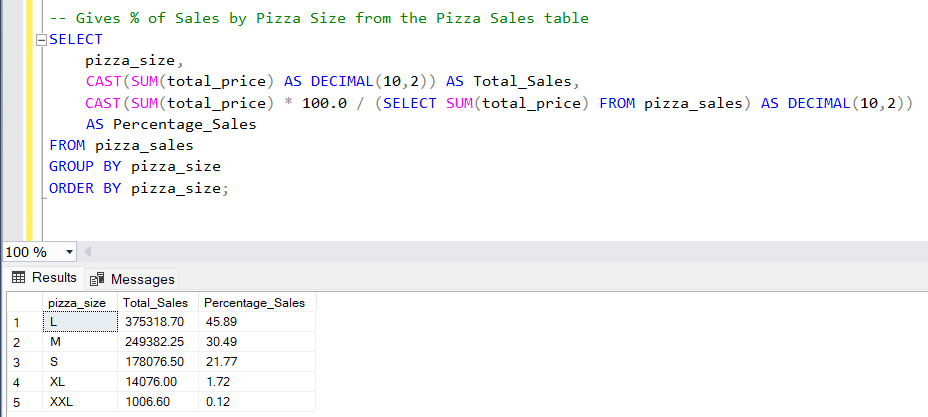 -- Gives % of Sales by Pizza Size from the Pizza Sales table
SELECT
pizza_size,
CAST(SUM(total_price) AS DECIMAL(10,2)) AS Total_Sales,
CAST(SUM(total_price) * 100.0 / (SELECT SUM(total_price) FROM pizza_sales) AS DECIMAL(10,2))
AS Percentage_Sales
FROM pizza_sales
GROUP BY pizza_size
ORDER BY pizza_size;
100 %
Results Messages
pizza_size Total_Sales Percentage_Sales
1 L 375318.70 45.89
2 M 249382.25 30.49
3 S 178076.50 21.77
4 XL 14076.00 1.72
5 XXL 1006.60 0.12